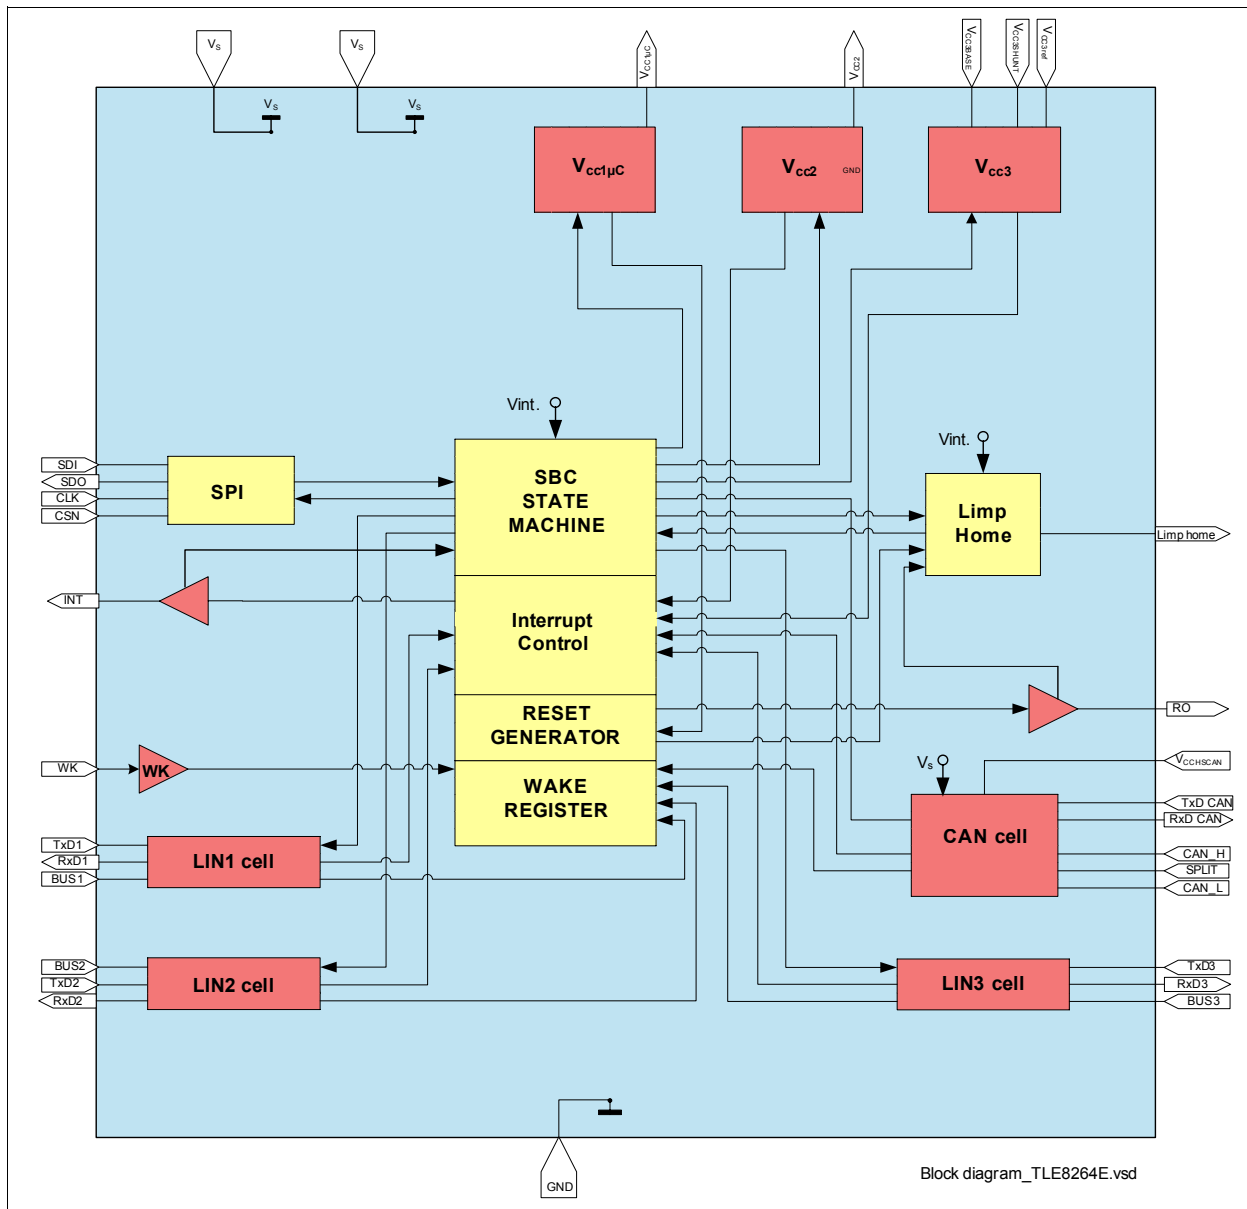 Vs
Vs
Vcc1µC
VCC2
VCC3BASE
VCC3SHUNT
VCC3ref
Vs
Vs
Vcc1µC
Vcc2
GND
Vcc3
Vint.
Vint.
SDI
SDO
CLK
CSN
SPI
SBC
STATE
MACHINE
Limp
Home
Limp home
INT
Interrupt
Control
RESET
GENERATOR
RO
WK
WK
WAKE
REGISTER
Vs
VCCHSCAN
TxD1
RxD1
BUS1
LIN1 cell
CAN cell
TxD CAN
RxD CAN
CAN_H
SPLIT
CAN_L
BUS2
TxD2
RxD2
LIN2 cell
LIN3 cell
TxD3
RxD3
BUS3
GND
Block diagram_TLE8264E.vsd